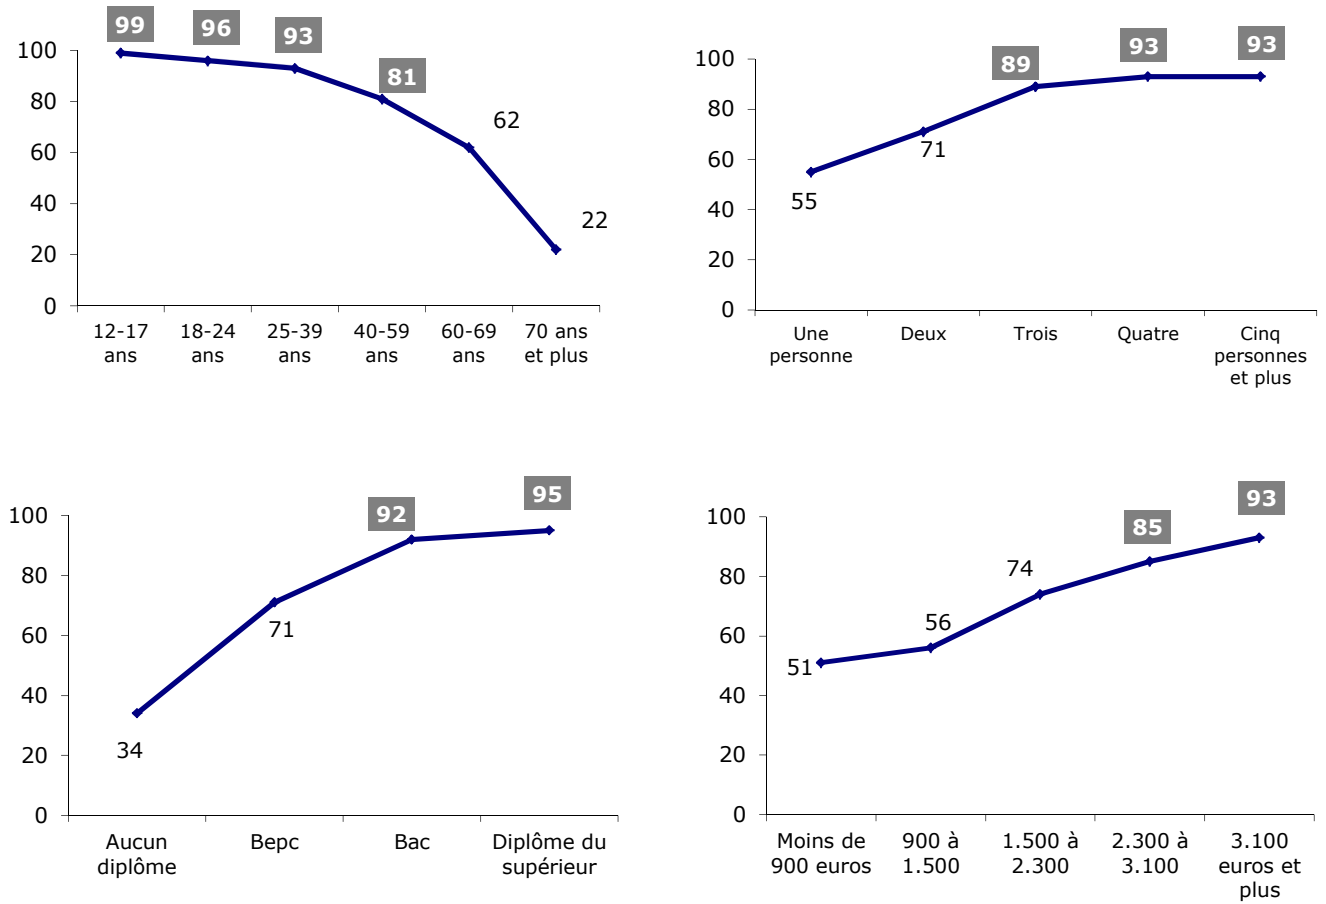 99
96
93
81
62
22
100
80
60
40
20
0
12-17
ans
18-24
ans
25-39
ans
40-59
ans
60-69
ans
70 ans
et plus
89
93
93
71
55
100
80
60
40
20
0
Une
personne
Deux
Trois
Quatre
Cinq
personnes
et plus
95
92
71
34
100
80
60
40
20
0
Aucun
diplôme
Bepc
Bac
Diplôme du
supérieur
93
85
74
56
51
100
80
60
40
20
0
Moins de
900 euros
900 à
1.500
1.500 à
2.300
2.300 à
3.100
3.100
euros et
plus